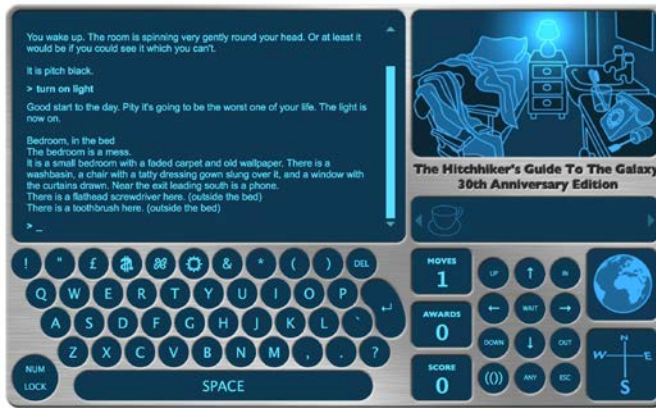 You wake up. The room is spinning very gently round your head. Or at least it
would be if you could see it which you can't.
It is pitch black.
> turn on light
Good start to the day. Pity it's going to be the worst one of your life. The light is
now on.
Bedroom, in the bed
The bedroom is a mess.
It is a small bedroom with a faded carpet and old wallpaper. There is a
washbasin, a chair with a tatty dressing gown slung over it, and a window with
the curtains drawn. Near the exit leading south is a phone.
There is a flathead screwdriver here. (outside the bed)
There is a toothbrush here. (outside the bed)
> _
The Hitchhiker's Guide To The Galaxy
30th Anniversary Edition
! " £ & * ( ) DEL
Q W E R T Y U I O P
A S D F G H J K L `
Z X C V B N M , . ?
NUM
LOCK
SPACE
MOVES
1
AWARDS
0
SCORE
0
UP ↑ IN
← WAIT →
DOWN ↓ OUT
(()) ANY ESC
N
W E
S